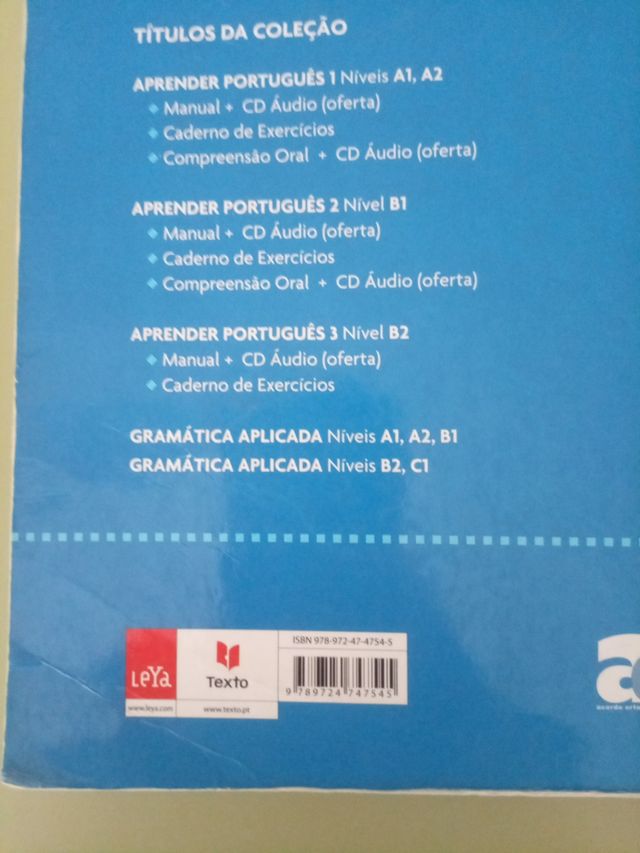 TÍTULOS DA COLEÇÃO
APRENDER PORTUGUÊS 1 Níveis A1, A2
Manual + CD Áudio (oferta)
Caderno de Exercícios
Compreensão Oral + CD Áudio (oferta)
APRENDER PORTUGUÊS 2 Nível B1
Manual + CD Áudio (oferta)
Caderno de Exercícios
Compreensão Oral + CD Áudio (oferta)
APRENDER PORTUGUÊS 3 Nível B2
Manual + CD Áudio (oferta)
Caderno de Exercícios
GRAMÁTICA APLICADA Níveis A1, A2, B1
GRAMÁTICA APLICADA Níveis B2, C1
ISBN 978-972-47-4754-5
LeYa
Texto
9 789724 747545
www.leya.com
www.texto.pt